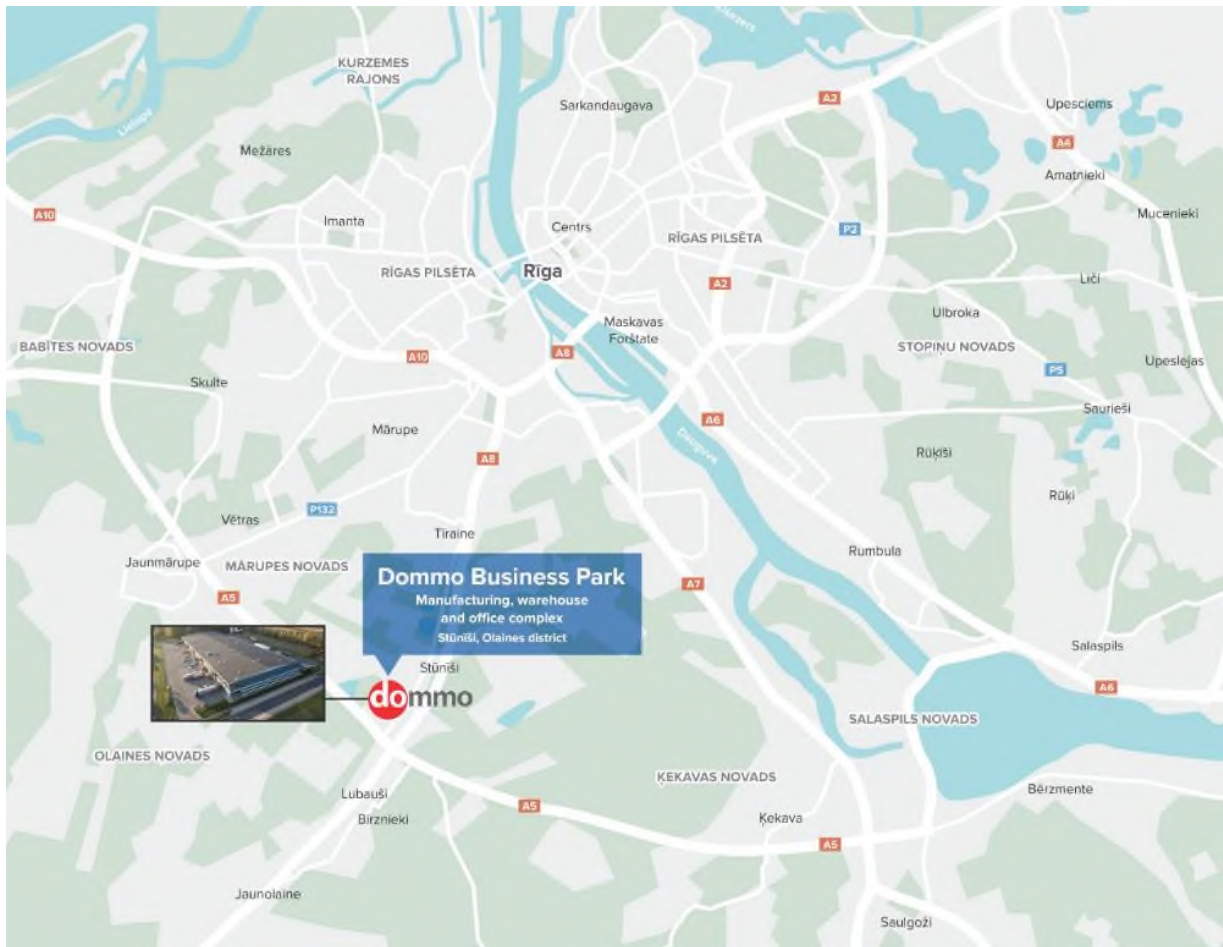 KURZEMES
RAJONS
Sarkandaugava
A2
Upesciems
Lielupe
A4
Mežāres
Amatnieki
A10
Imanta
Centrs
P2
Mucenieki
RĪGAS PILSĒTA
RĪGAS PILSĒTA
Rīga
A2
Liči
Ulbroka
Maskavas
Forštate
BABĪTES NOVADS
A10
A8
STOPIŅU NOVADS
Upeslejas
P5
Skulte
Saurieši
Mārupe
A6
Daugava
A8
Rūķīši
Rūķi
P132
Vētras
Tīraine
Rumbula
Jaunmārupe
MĀRUPES NOVADS
A5
A7
Dommo Business Park
Manufacturing, warehouse
and office complex
Stūnīši, Olaines district
Salaspils
Stūnīši
A6
dommo
SALASPILS NOVADS
OLAINES NOVADS
ĶEKAVAS NOVADS
Lubauši
Bērzmente
A5
Birznieki
Ķekava
A5
Jaunolaine
Saulgoži